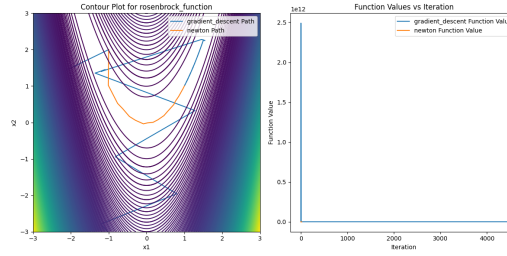 Contour Plot for rosenbrock_function
gradient_descent Path
newton Path
3
2
1
0
−1
−2
−3
x2
−3
−2
−1
0
1
2
3
x1
Function Values vs Iteration
1e12
gradient_descent Function Valu
newton Function Value
2.5
2.0
1.5
1.0
0.5
0.0
Function Value
0
1000
2000
3000
4000
Iteration